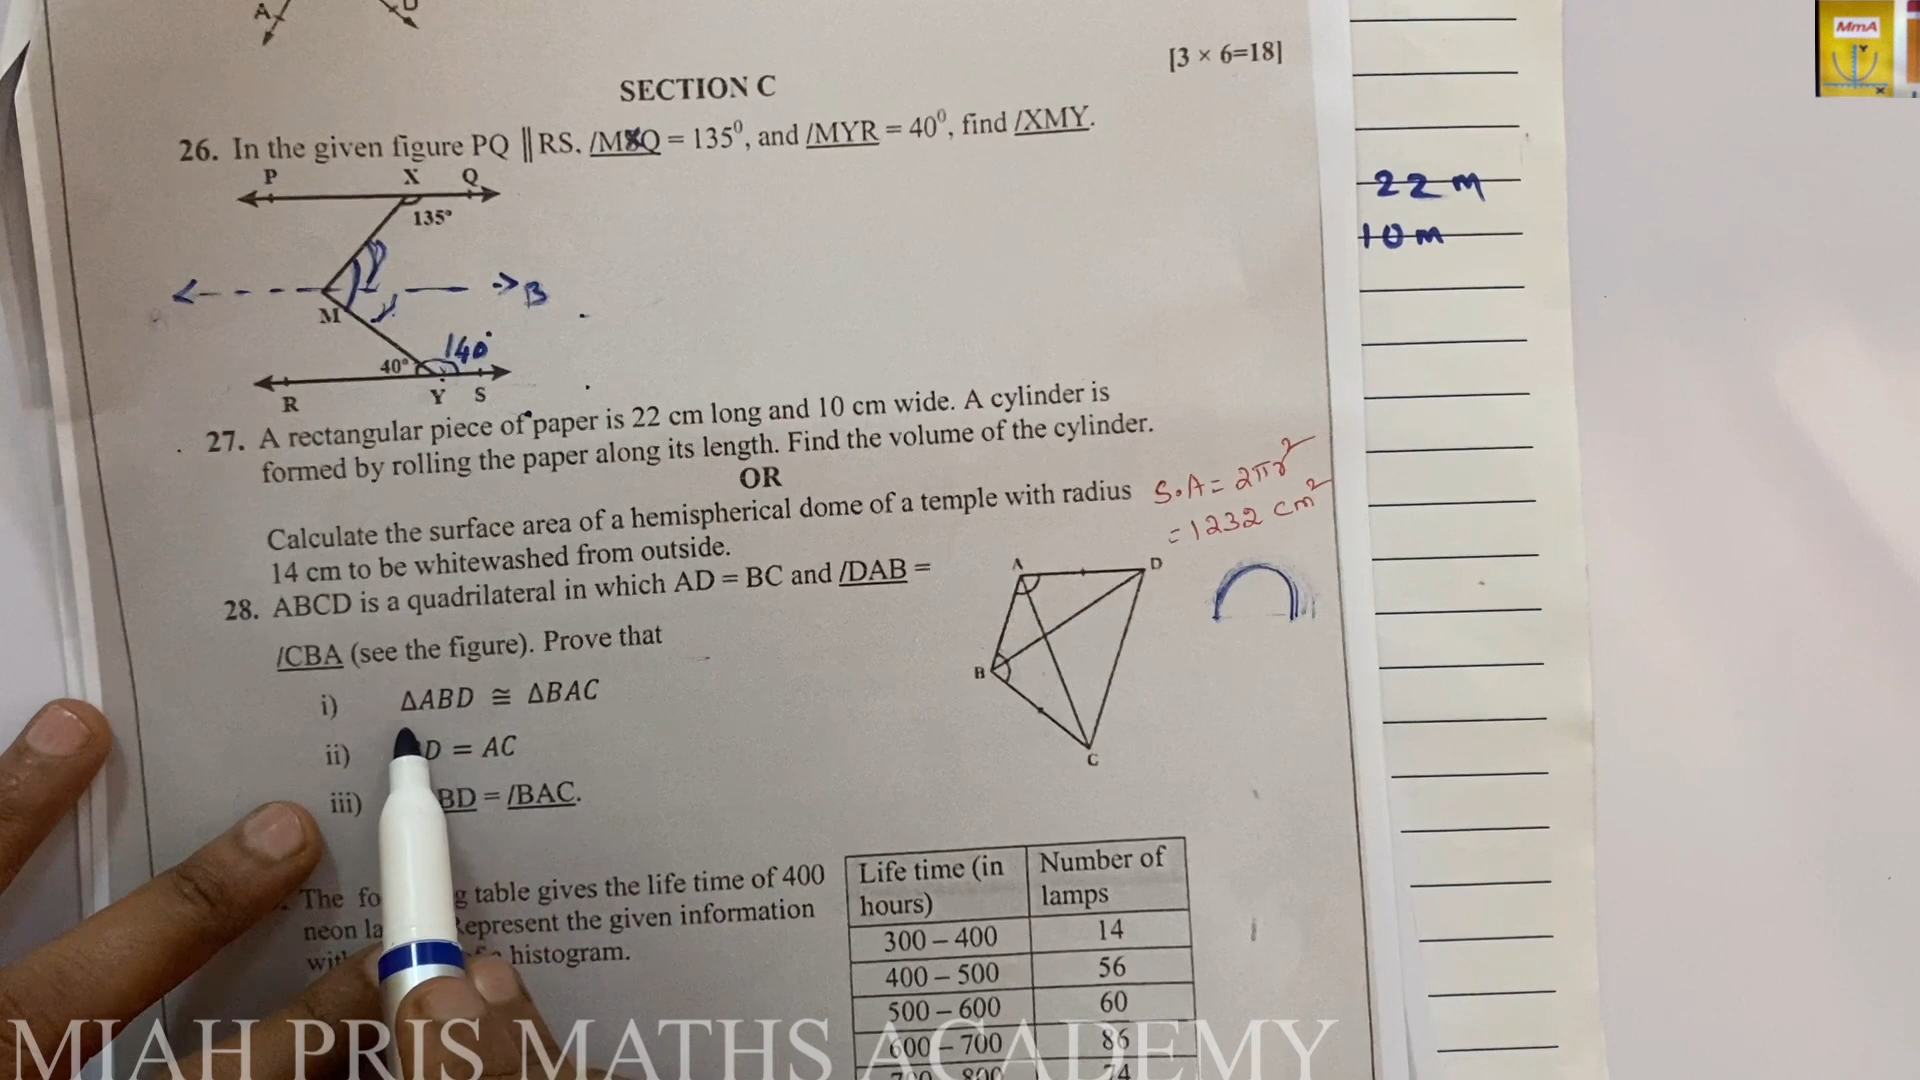 A
D
[3 × 6=18]
SECTION C
26. In the given figure PQ ∥ RS. ∠MXQ = 135⁰, and ∠MYR = 40⁰, find ∠XMY.
P X Q
135°
B
M
140°
40°
R Y S
27. A rectangular piece of paper is 22 cm long and 10 cm wide. A cylinder is
formed by rolling the paper along its length. Find the volume of the cylinder.
OR
Calculate the surface area of a hemispherical dome of a temple with radius
14 cm to be whitewashed from outside.
S.A = 2πr²
= 1232 cm²
28. ABCD is a quadrilateral in which AD = BC and ∠DAB =
∠CBA (see the figure). Prove that
i) ΔABD ≅ ΔBAC
ii) D = AC
iii) BD = ∠BAC.
A D
B
C
The fo g table gives the life time of 400
neon la Represent the given information
histogram.
Life time (in hours) Number of lamps
300 – 400 14
400 – 500 56
500 – 600 60
600 – 700 86
800 74
22 m
10 m
MmA
Y
X
MIAH PRIS MATHS ACADEMY